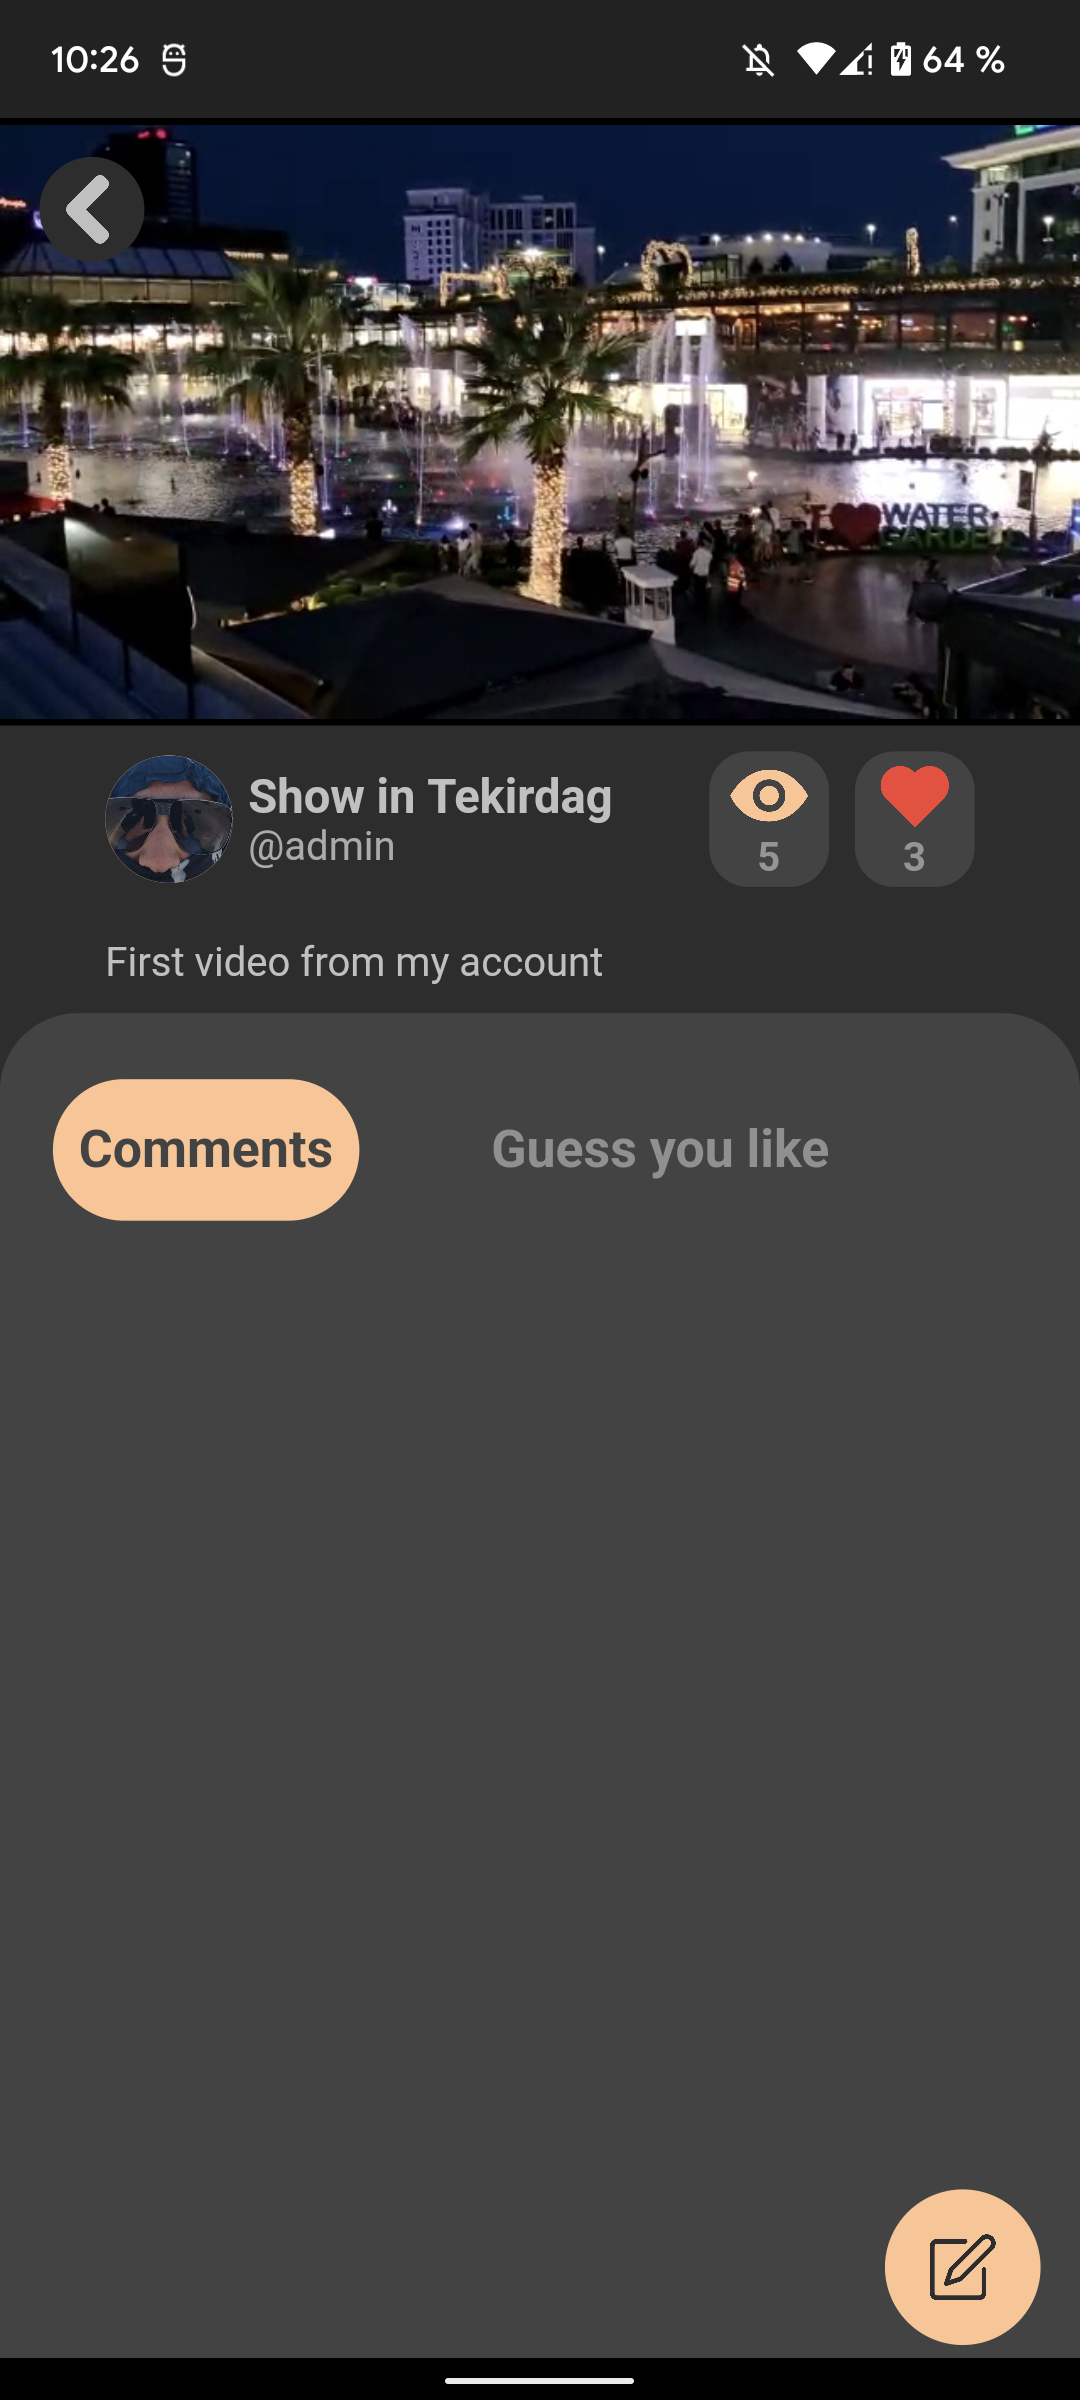 10:26
64 %
WATER
GARDE
Show in Tekirdag
@admin
5
3
First video from my account
Comments
Guess you like